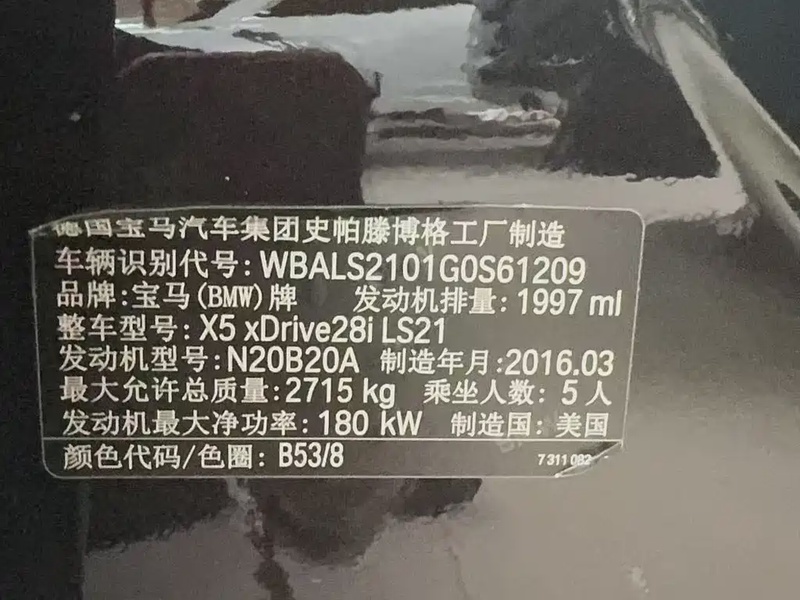 德国宝马汽车集团史帕滕博格工厂制造
车辆识别代号: WBALS2101G0S61209
品牌: 宝马(BMW)牌 发动机排量: 1997 ml
整车型号: X5 xDrive28i LS21
发动机型号: N20B20A 制造年月: 2016.03
最大允许总质量: 2715 kg 乘坐人数: 5 人
发动机最大净功率: 180 kW 制造国: 美国
颜色代码/色圈: B53/8
7 311 082